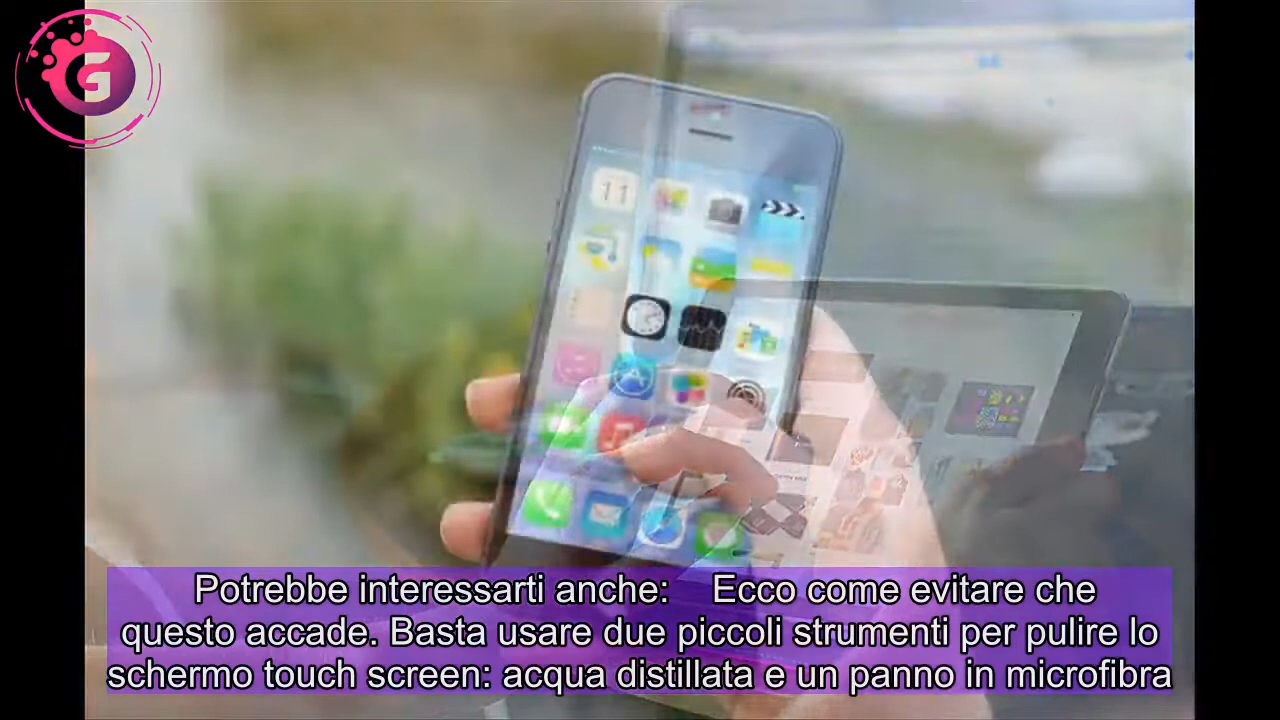 G
11
Potrebbe interessarti anche: Ecco come evitare che
questo accade. Basta usare due piccoli strumenti per pulire lo
schermo touch screen: acqua distillata e un panno in microfibra